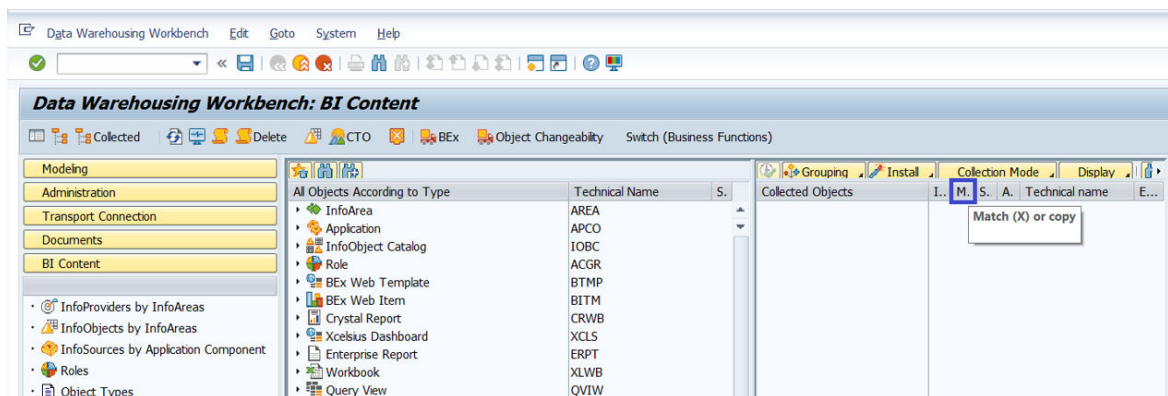 Data Warehousing Workbench Edit Goto System Help
Data Warehousing Workbench: BI Content
Collected Delete CTO BEx Object Changeability Switch (Business Functions)
Modeling
Administration
Transport Connection
Documents
BI Content
InfoProviders by InfoAreas
InfoObjects by InfoAreas
InfoSources by Application Component
Roles
Object Types
All Objects According to Type Technical Name S.
InfoArea AREA
Application APCO
InfoObject Catalog IOBC
Role ACGR
BEx Web Template BTMP
BEx Web Item BITM
Crystal Report CRWB
Xcelsius Dashboard XCLS
Enterprise Report ERPT
Workbook XLWB
Query View QVIW
Grouping Install Collection Mode Display
Collected Objects I.. M. S. A. Technical name E...
Match (X) or copy